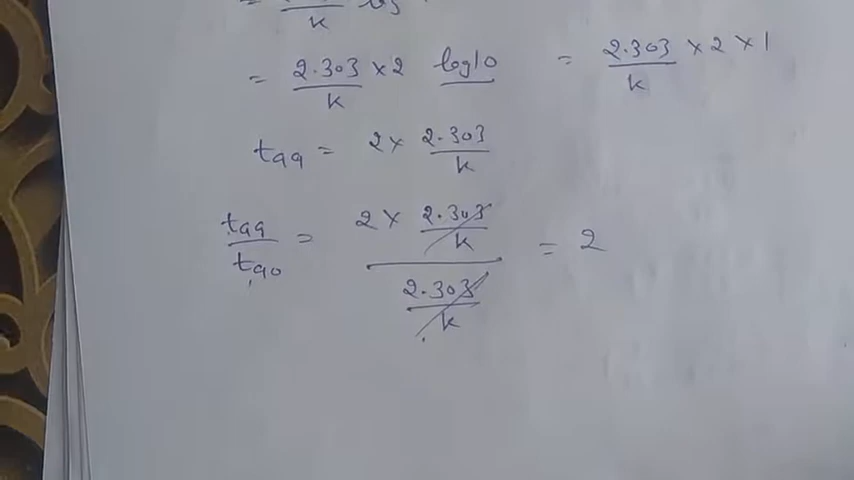 = K log
= 2.303/K × 2 log10 = 2.303/K × 2 × 1
t99 = 2 × 2.303/K
t99/t90 = 2 × 2.303/K / 2.303/K = 2